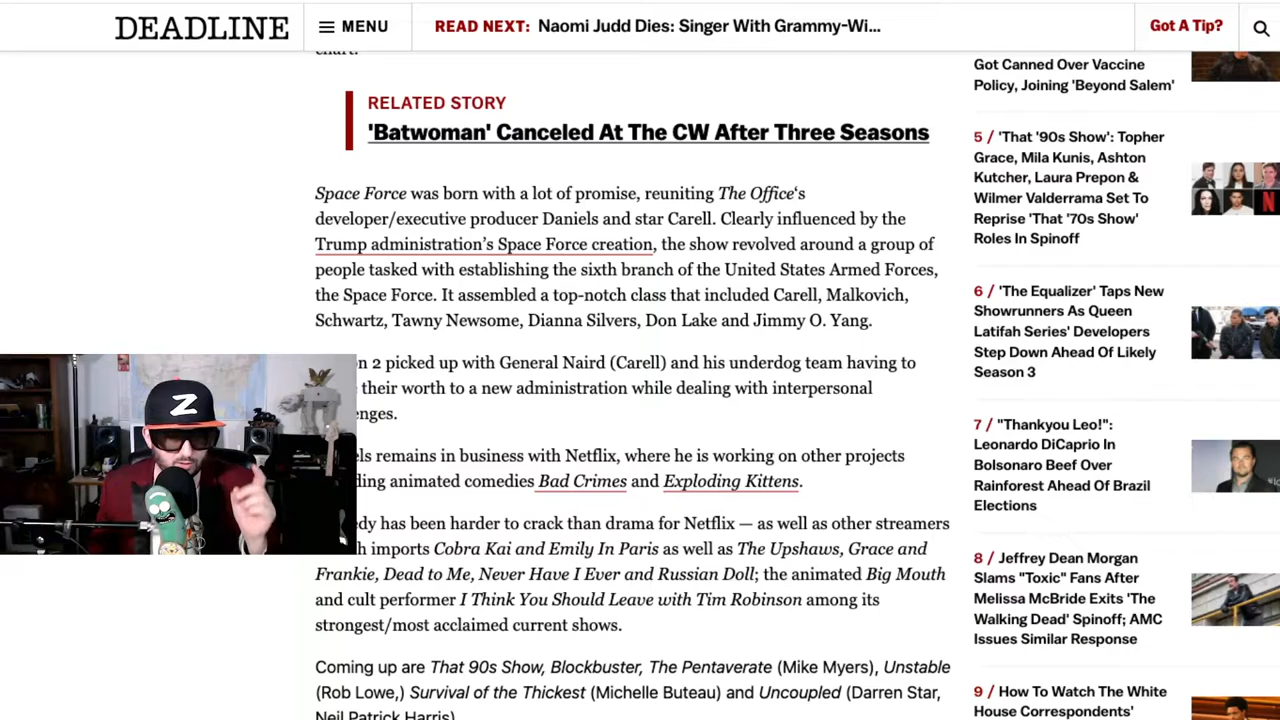 DEADLINE
MENU
READ NEXT: Naomi Judd Dies: Singer With Grammy-Wi...
Got A Tip?
chart.
RELATED STORY
'Batwoman' Canceled At The CW After Three Seasons
Space Force was born with a lot of promise, reuniting The Office‘s
developer/executive producer Daniels and star Carell. Clearly influenced by the
Trump administration’s Space Force creation, the show revolved around a group of
people tasked with establishing the sixth branch of the United States Armed Forces,
the Space Force. It assembled a top-notch class that included Carell, Malkovich,
Schwartz, Tawny Newsome, Dianna Silvers, Don Lake and Jimmy O. Yang.
n 2 picked up with General Naird (Carell) and his underdog team having to
their worth to a new administration while dealing with interpersonal
enges.
ls remains in business with Netflix, where he is working on other projects
ding animated comedies Bad Crimes and Exploding Kittens.
edy has been harder to crack than drama for Netflix — as well as other streamers
h imports Cobra Kai and Emily In Paris as well as The Upshaws, Grace and
Frankie, Dead to Me, Never Have I Ever and Russian Doll; the animated Big Mouth
and cult performer I Think You Should Leave with Tim Robinson among its
strongest/most acclaimed current shows.
Coming up are That 90s Show, Blockbuster, The Pentaverate (Mike Myers), Unstable
(Rob Lowe,) Survival of the Thickest (Michelle Buteau) and Uncoupled (Darren Star,
Neil Patrick Harris).
Got Canned Over Vaccine
Policy, Joining 'Beyond Salem'
5 / 'That '90s Show': Topher
Grace, Mila Kunis, Ashton
Kutcher, Laura Prepon &
Wilmer Valderrama Set To
Reprise 'That '70s Show'
Roles In Spinoff
N
6 / 'The Equalizer' Taps New
Showrunners As Queen
Latifah Series' Developers
Step Down Ahead Of Likely
Season 3
7 / "Thankyou Leo!":
Leonardo DiCaprio In
Bolsonaro Beef Over
Rainforest Ahead Of Brazil
Elections
8 / Jeffrey Dean Morgan
Slams "Toxic" Fans After
Melissa McBride Exits 'The
Walking Dead' Spinoff; AMC
Issues Similar Response
9 / How To Watch The White
House Correspondents'
Z